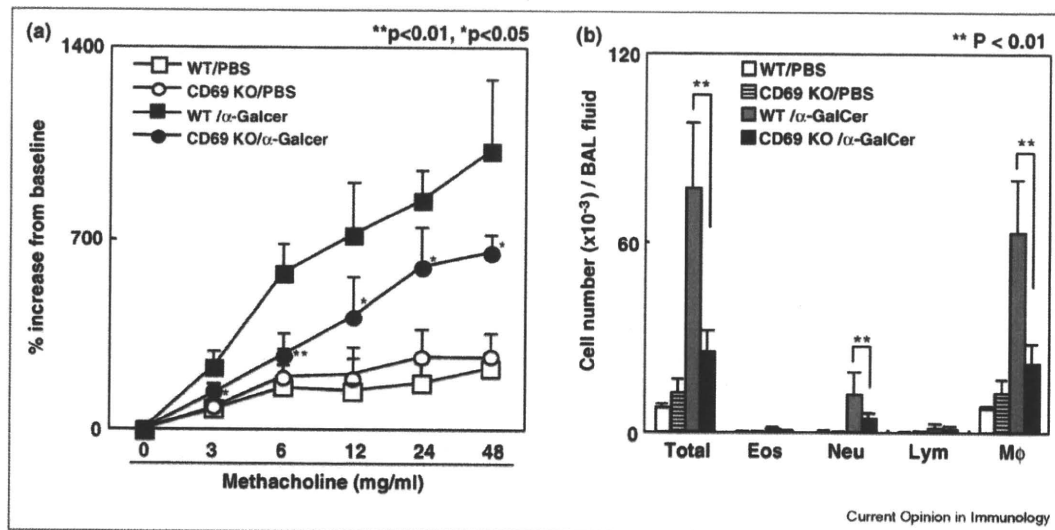 (a)
**p<0.01, *p<0.05
1400
WT/PBS
CD69 KO/PBS
WT /α-Galcer
CD69 KO/α-Galcer
700
0
% increase from baseline
0 3 6 12 24 48
Methacholine (mg/ml)
* ** * * *
(b)
** P < 0.01
120
WT/PBS
CD69 KO/PBS
WT /α-GalCer
CD69 KO /α-GalCer
**
**
**
60
0
Cell number (x10⁻³) / BAL fluid
Total Eos Neu Lym Mϕ
Current Opinion in Immunology